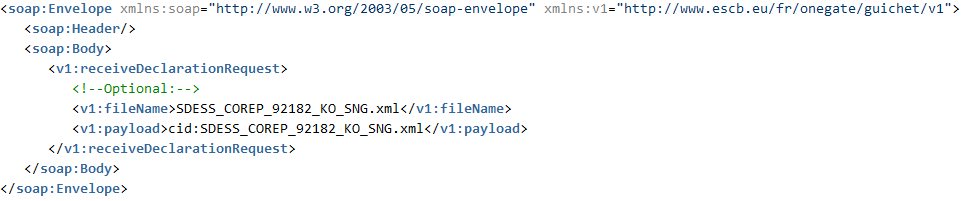 <soap:Envelope xmlns:soap="http://www.w3.org/2003/05/soap-envelope" xmlns:v1="http://www.escb.eu/fr/onegate/guichet/v1">
<soap:Header/>
<soap:Body>
<v1:receiveDeclarationRequest>
<!--Optional:-->
<v1:fileName>SDESS_COREP_92182_KO_SNG.xml</v1:fileName>
<v1:payload>cid:SDESS_COREP_92182_KO_SNG.xml</v1:payload>
</v1:receiveDeclarationRequest>
</soap:Body>
</soap:Envelope>